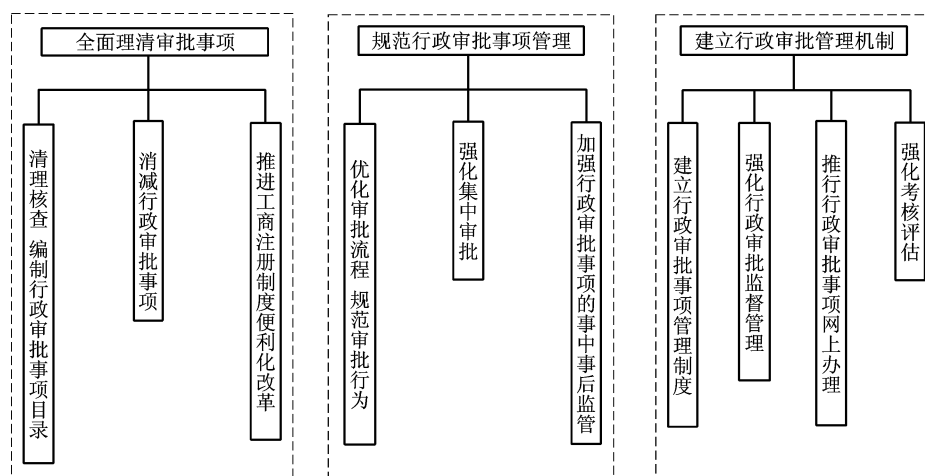 全面理清审批事项
清理核查 编制行政审批事项目录
消减行政审批事项
推进工商注册制度便利化改革
规范行政审批事项管理
优化审批流程 规范审批行为
强化集中审批
加强行政审批事项的事中事后监管
建立行政审批管理机制
建立行政审批事项管理制度
强化行政审批监督管理
推行行政审批事项网上办理
强化考核评估